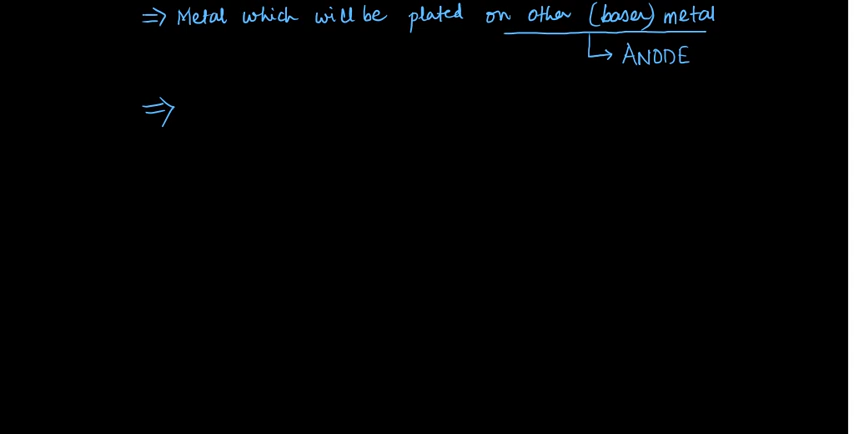 ⇒ Metal which will be plated on other (baser) metal
↳ ANODE
⇒